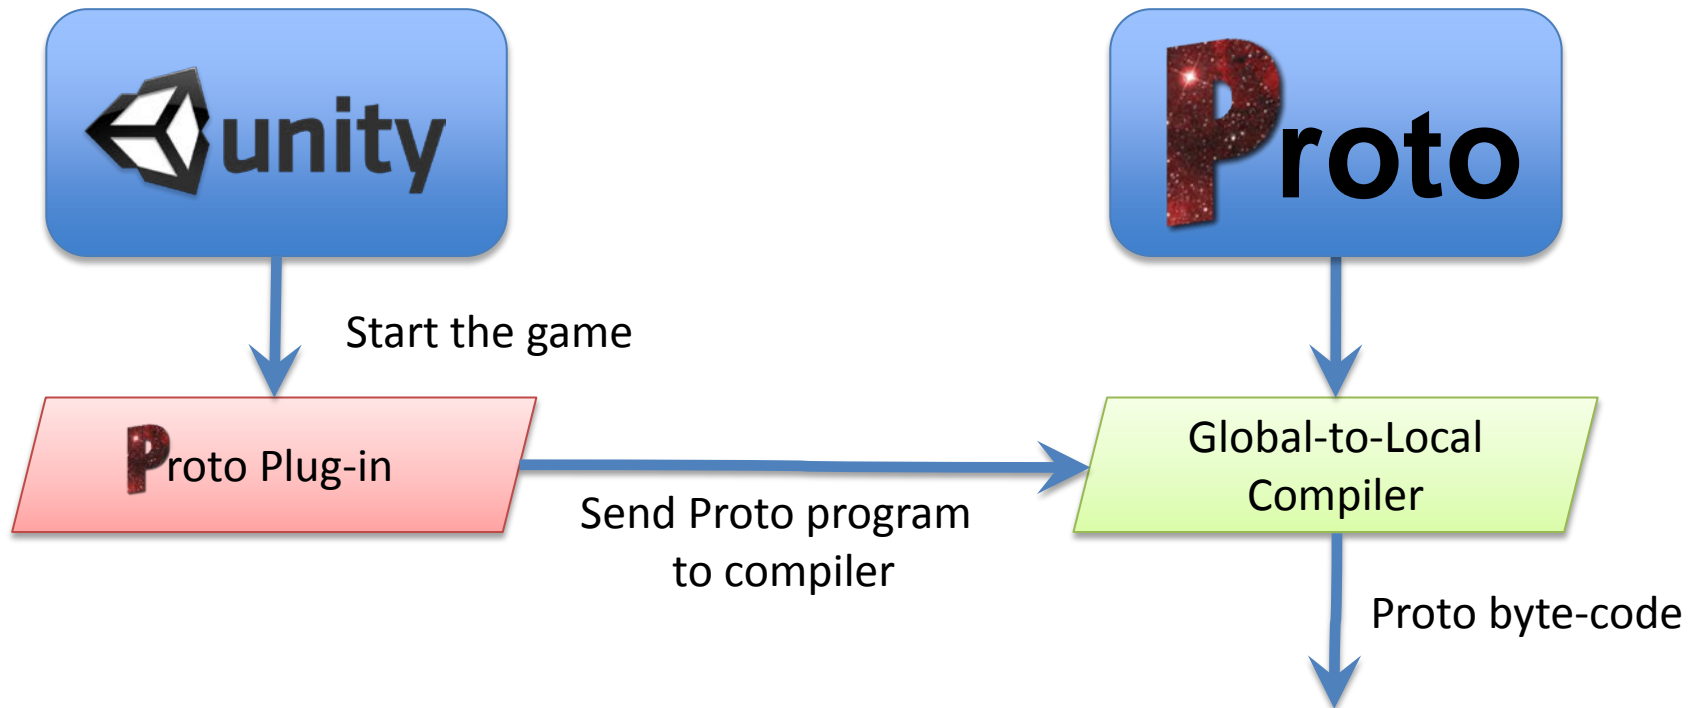 unity
Proto
Start the game
Proto Plug-in
Global-to-Local
Compiler
Send Proto program
to compiler
Proto byte-code